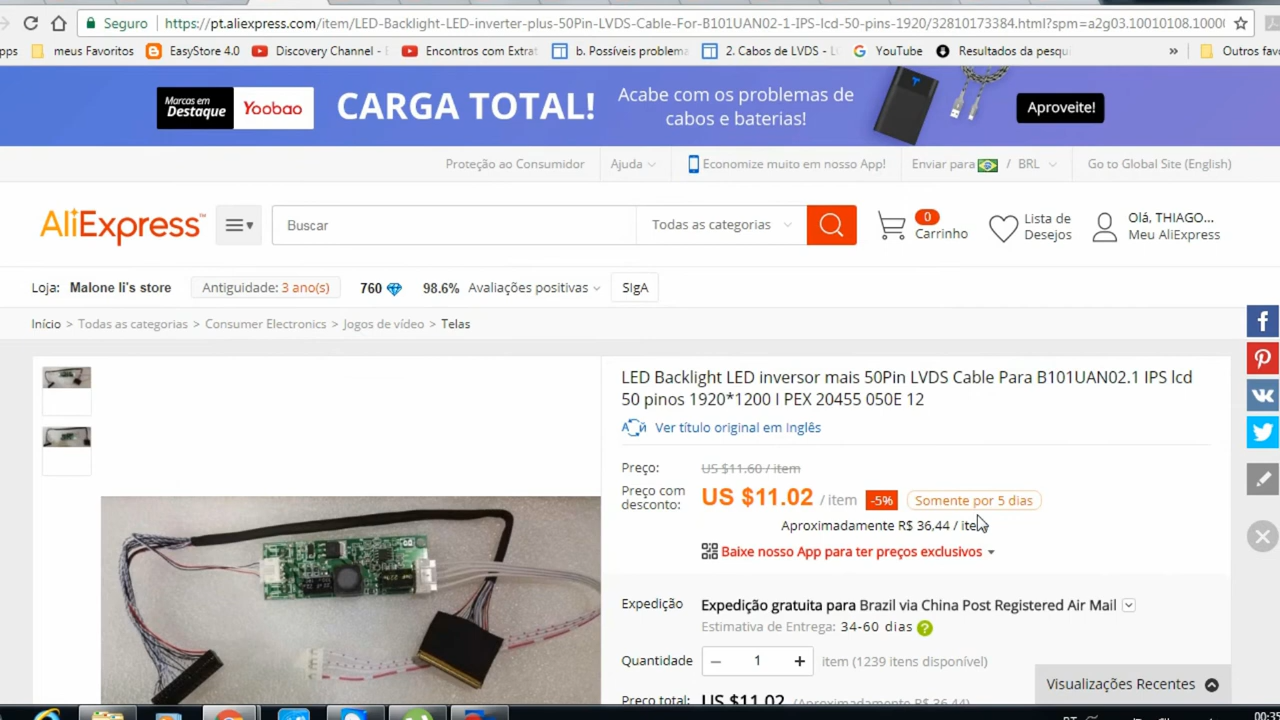 Seguro | https://pt.aliexpress.com/item/LED-Backlight-LED-inverter-plus-50Pin-LVDS-Cable-For-B101UAN02-1-IPS-lcd-50-pins-1920/32810173384.html?spm=a2g03.10010108.1000
pps meus Favoritos EasyStore 4.0 Discovery Channel - Encontros com Extrat b. Possíveis problema 2. Cabos de LVDS - L YouTube Resultados da pesqu » Outros fav
Marcas em Destaque Yoobao CARGA TOTAL! Acabe com os problemas de cabos e baterias! Aproveite!
Proteção ao Consumidor Ajuda Economize muito em nosso App! Enviar para / BRL Go to Global Site (English)
AliExpress™ Buscar Todas as categorias 0 Carrinho Lista de Desejos Olá, THIAGO... Meu AliExpress
Loja: Malone li's store Antiguidade: 3 ano(s) 760 98.6% Avaliações positivas SIgA
Início > Todas as categorias > Consumer Electronics > Jogos de vídeo > Telas
LED Backlight LED inversor mais 50Pin LVDS Cable Para B101UAN02.1 IPS lcd
50 pinos 1920*1200 I PEX 20455 050E 12
Ver título original em Inglês
Preço: US $11.60 / item
Preço com desconto: US $11.02 / item -5% Somente por 5 dias
Aproximadamente R$ 36,44 /
Baixe nosso App para ter preços exclusivos
Expedição Expedição gratuita para Brazil via China Post Registered Air Mail
Estimativa de Entrega: 34-60 dias ?
Quantidade − 1 + item (1239 itens disponível)
Visualizações Recentes
Preço total: US $11.02 (Aproximadamente R$ 36,44)